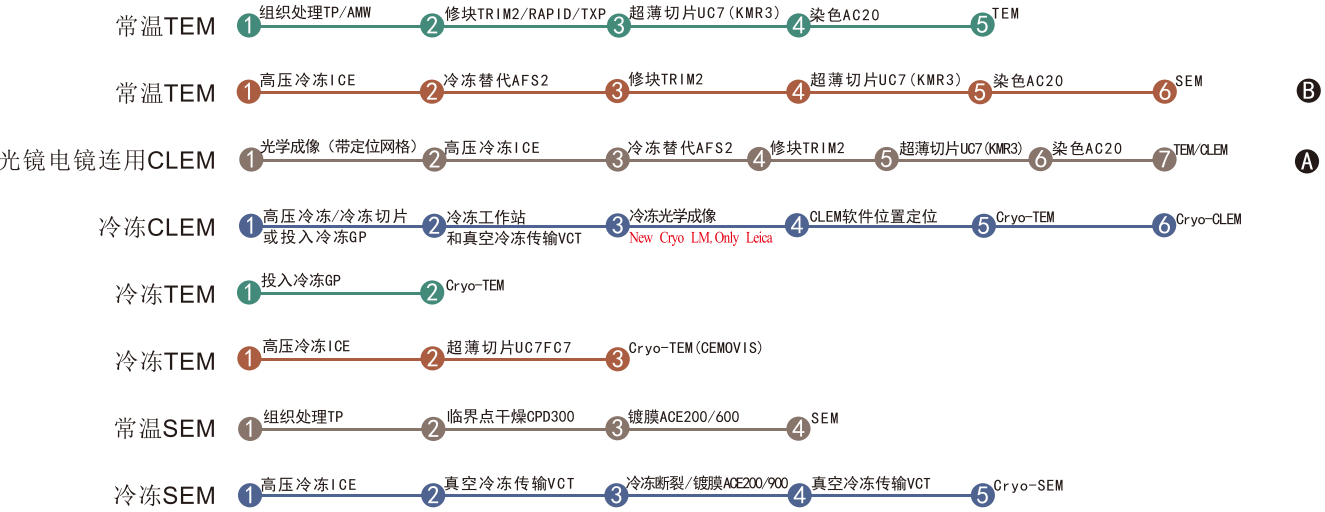 常温TEM 1 组织处理TP/AMW 2 修块TRIM2/RAPID/TXP 3 超薄切片UC7(KMR3) 4 染色AC20 5 TEM
常温TEM 1 高压冷冻ICE 2 冷冻替代AFS2 3 修块TRIM2 4 超薄切片UC7(KMR3) 5 染色AC20 6 SEM B
光镜电镜连用CLEM 1 光学成像（带定位网格） 2 高压冷冻ICE 3 冷冻替代AFS2 4 修块TRIM2 5 超薄切片UC7(KMR3) 6 染色AC20 7 TEM/CLEM A
冷冻CLEM 1 高压冷冻/冷冻切片 2 冷冻工作站 3 冷冻光学成像 4 CLEM软件位置定位 5 Cryo-TEM 6 Cryo-CLEM
或投入冷冻GP 和真空冷冻传输VCT New Cryo LM, Only Leica
冷冻TEM 1 投入冷冻GP 2 Cryo-TEM
冷冻TEM 1 高压冷冻ICE 2 超薄切片UC7FC7 3 Cryo-TEM(CEMOVIS)
常温SEM 1 组织处理TP 2 临界点干燥CPD300 3 镀膜ACE200/600 4 SEM
冷冻SEM 1 高压冷冻ICE 2 真空冷冻传输VCT 3 冷冻断裂/镀膜ACE200/900 4 真空冷冻传输VCT 5 Cryo-SEM